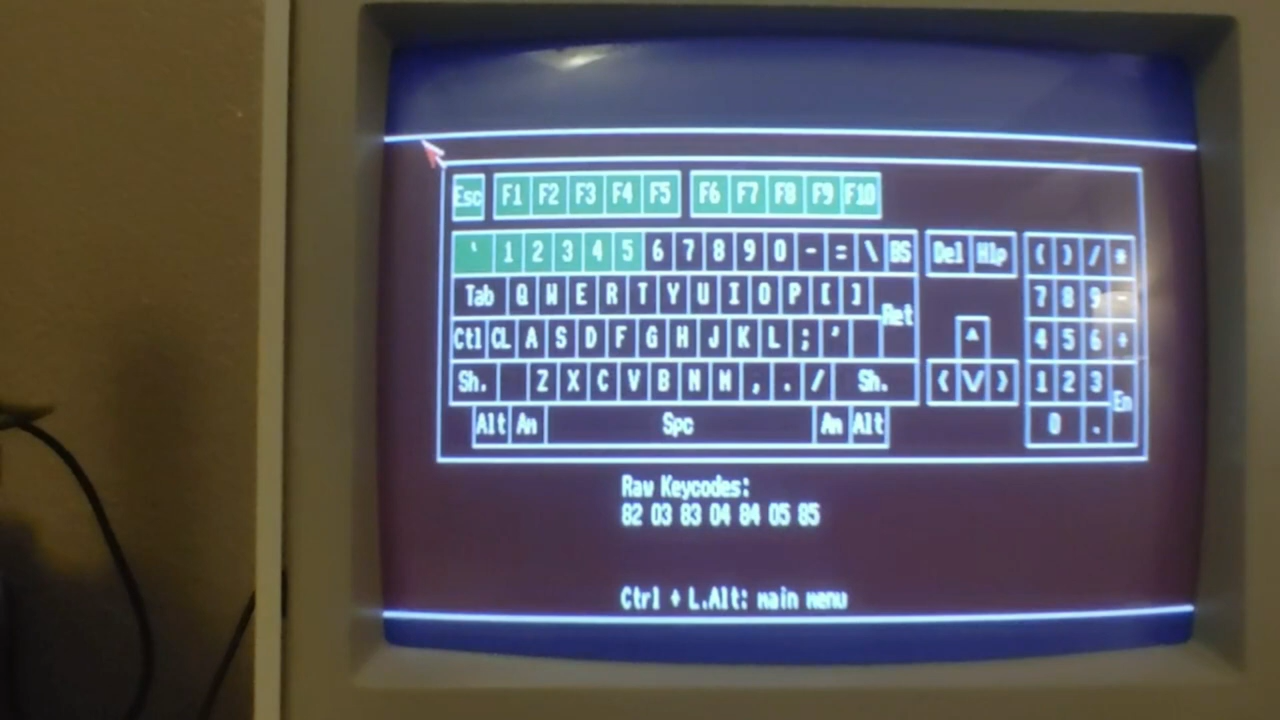 Esc F1 F2 F3 F4 F5 F6 F7 F8 F9 F10
` 1 2 3 4 5 6 7 8 9 0 - = \ BS Del Hlp ( ) / *
Tab Q W E R T Y U I O P [ ] Ret 7 8 9 -
Ctl CL A S D F G H J K L ; ' ^ 4 5 6 +
Sh. Z X C V B N M , . / Sh. < V > 1 2 3 En
Alt Am Spc Am Alt 0 .
Raw Keycodes:
82 03 83 04 84 05 85
Ctrl + L.Alt: main menu